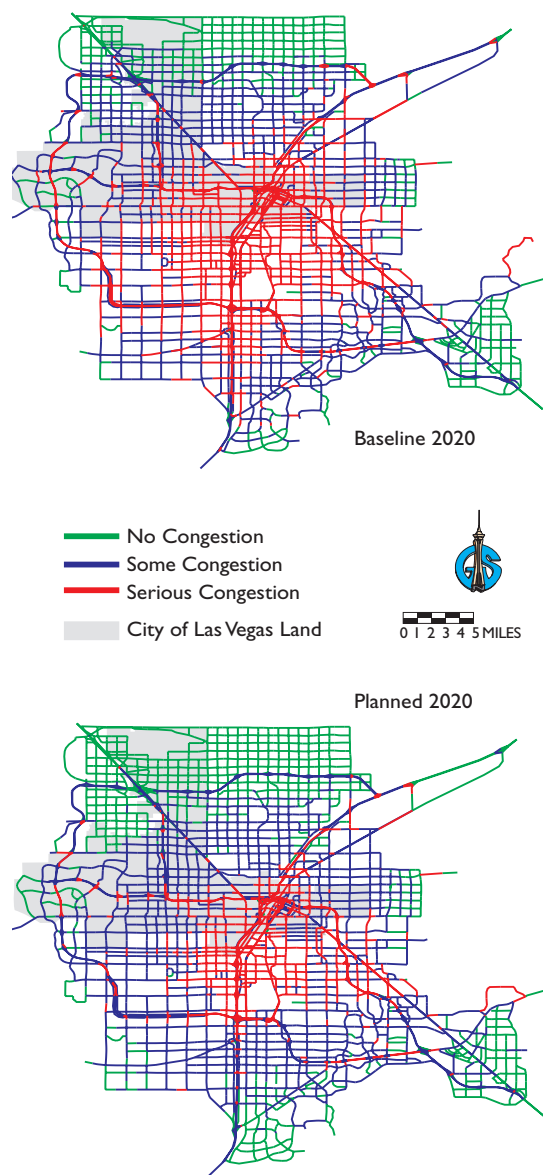 Baseline 2020
No Congestion
Some Congestion
Serious Congestion
City of Las Vegas Land
GIS
0 1 2 3 4 5 MILES
Planned 2020